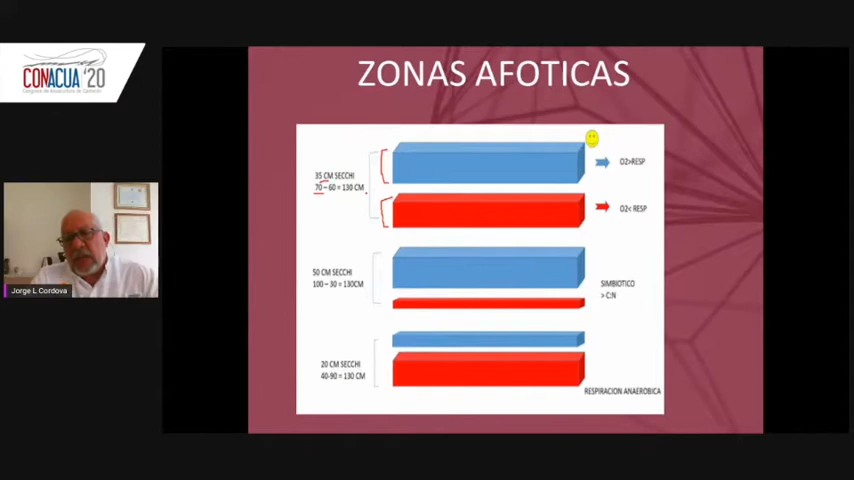 CONACUA '20
ZONAS AFOTICAS
35 CM SECCHI
70 – 60 = 130 CM
O2>RESP
O2< RESP
50 CM SECCHI
100 – 30 = 130CM
SIMBIOTICO
> C:N
20 CM SECCHI
40-90 = 130 CM
RESPIRACION ANAEROBICA
Jorge L Cordova